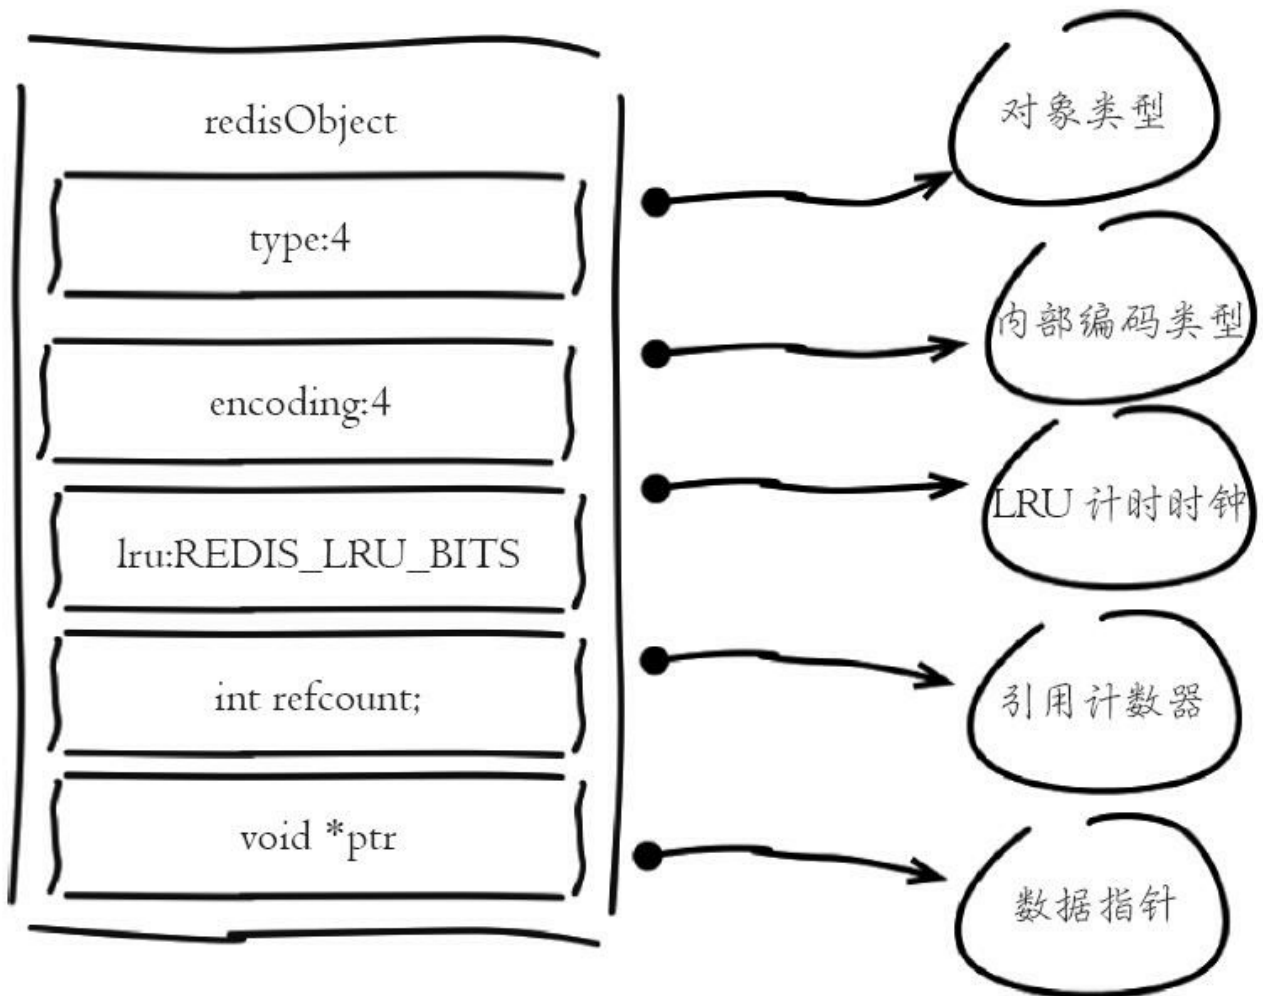 redisObject
type:4
对象类型
encoding:4
内部编码类型
lru:REDIS_LRU_BITS
LRU 计时时钟
int refcount;
引用计数器
void *ptr
数据指针